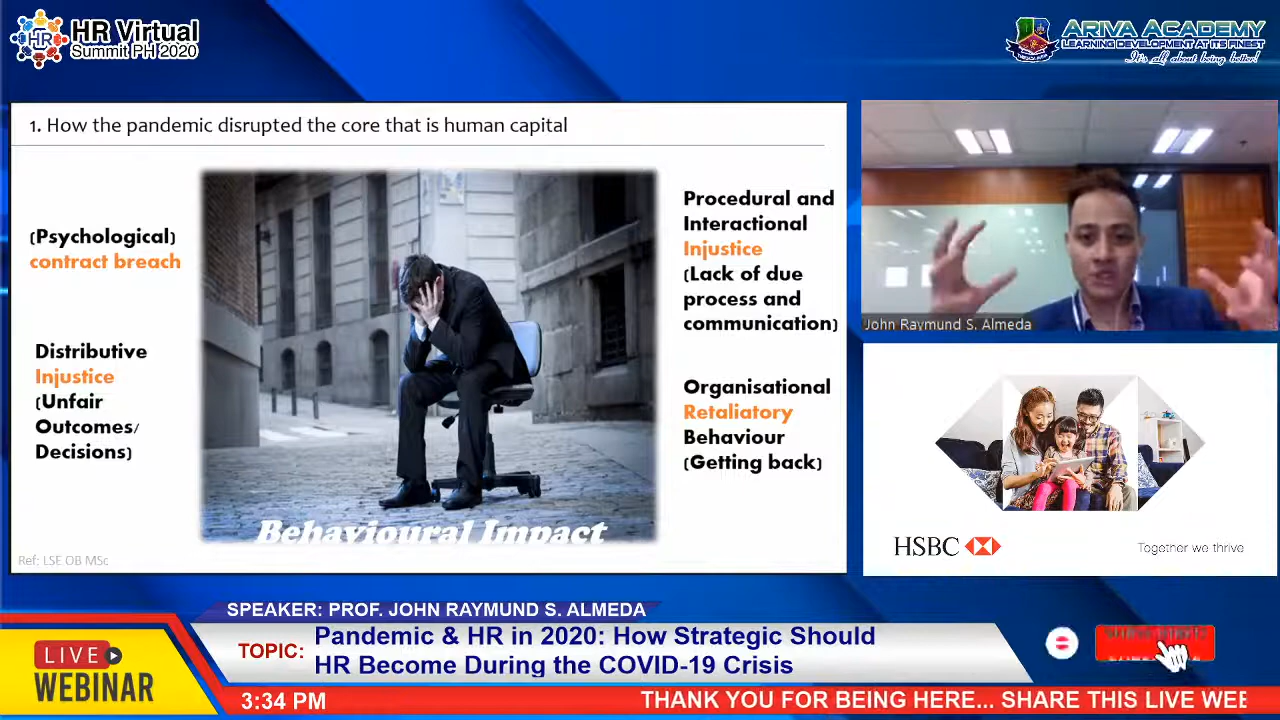 HR Virtual
Summit PH 2020
HR
ARIVA ACADEMY
LEARNING DEVELOPMENT AT ITS FINEST
It's all about being better!
1. How the pandemic disrupted the core that is human capital
(Psychological)
contract breach
Distributive
Injustice
(Unfair
Outcomes/
Decisions)
Procedural and
Interactional
Injustice
(Lack of due
process and
communication)
Organisational
Retaliatory
Behaviour
(Getting back)
Behavioural Impact
Ref: LSE OB MSc
John Raymund S. Almeda
HSBC
Together we thrive
SPEAKER: PROF. JOHN RAYMUND S. ALMEDA
TOPIC:
Pandemic & HR in 2020: How Strategic Should
HR Become During the COVID-19 Crisis
LIVE
WEBINAR
3:34 PM
THANK YOU FOR BEING HERE... SHARE THIS LIVE WEE